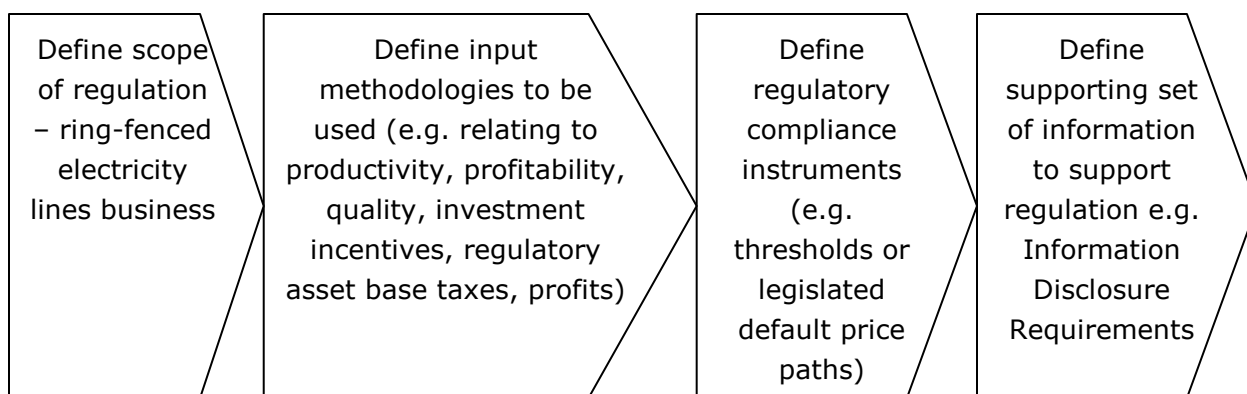 Define scope
of regulation
– ring-fenced
electricity
lines business
Define input
methodologies to be
used (e.g. relating to
productivity, profitability,
quality, investment
incentives, regulatory
asset base taxes, profits)
Define
regulatory
compliance
instruments
(e.g.
thresholds or
legislated
default price
paths)
Define
supporting set
of information
to support
regulation e.g.
Information
Disclosure
Requirements